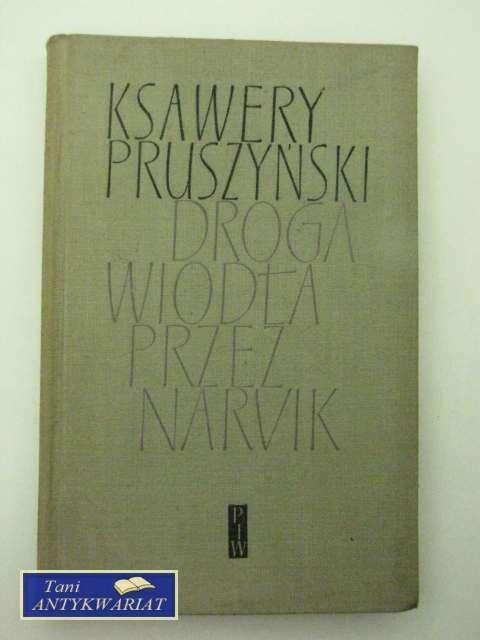 KSAWERY
PRUSZYŃSKI
DROGA
WIODŁA
PRZEZ
NARVIK
PIW
Tani
ANTYKWARIAT